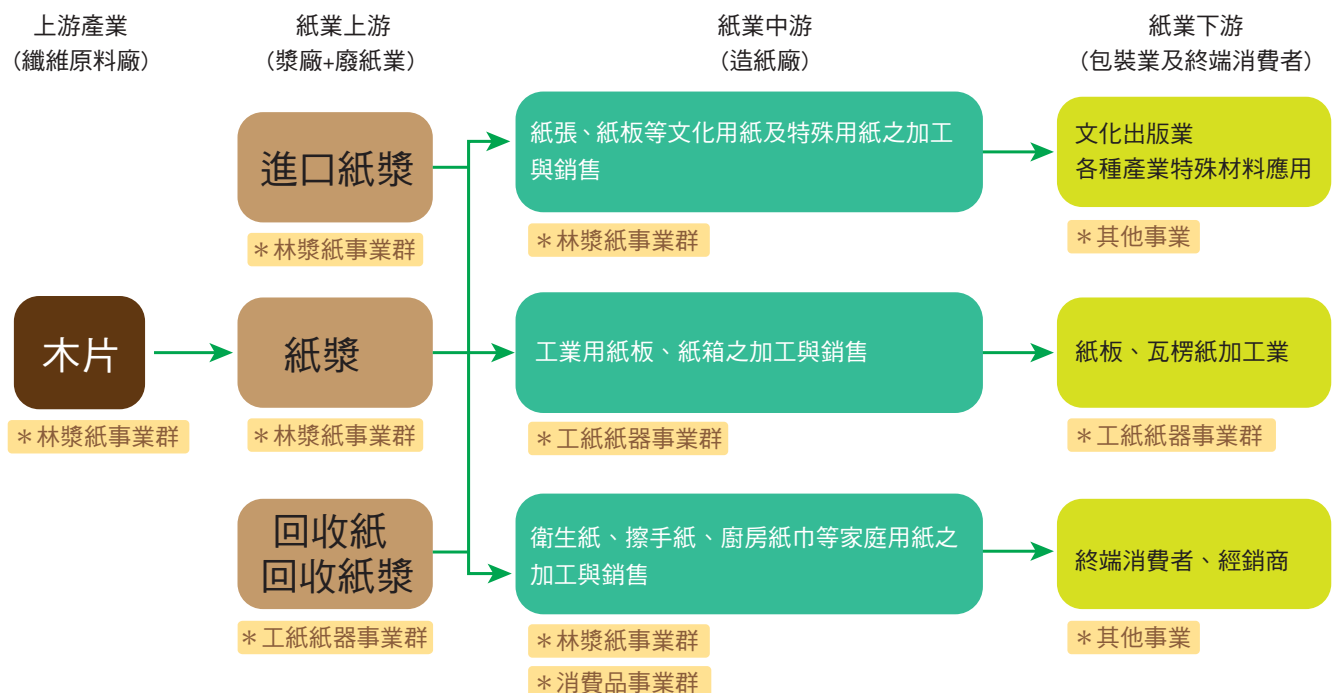 上游產業
（纖維原料廠）
紙業上游
（漿廠+廢紙業）
紙業中游
（造紙廠）
紙業下游
（包裝業及終端消費者）
木片
＊林漿紙事業群
進口紙漿
＊林漿紙事業群
紙漿
＊林漿紙事業群
回收紙
回收紙漿
＊工紙紙器事業群
紙張、紙板等文化用紙及特殊用紙之加工
與銷售
＊林漿紙事業群
工業用紙板、紙箱之加工與銷售
＊工紙紙器事業群
衛生紙、擦手紙、廚房紙巾等家庭用紙之
加工與銷售
＊林漿紙事業群
＊消費品事業群
文化出版業
各種產業特殊材料應用
＊其他事業
紙板、瓦楞紙加工業
＊工紙紙器事業群
終端消費者、經銷商
＊其他事業